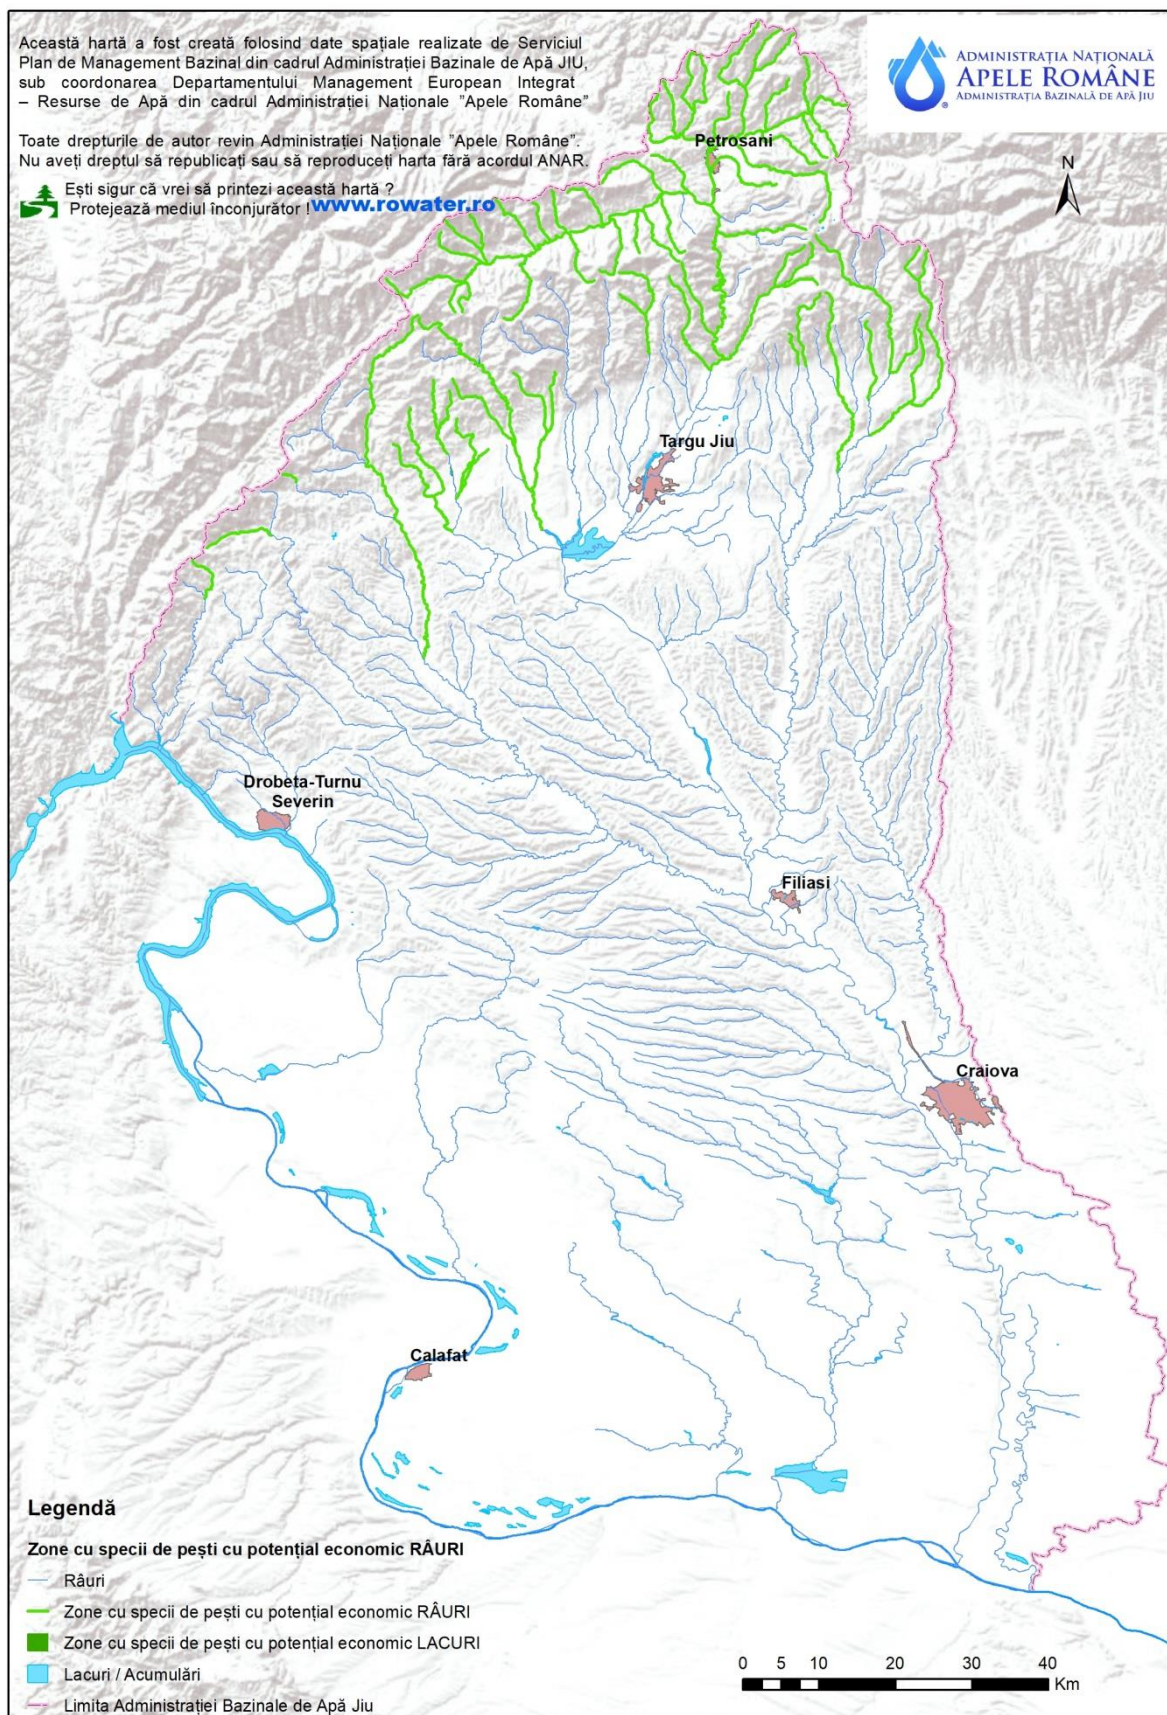 Această hartă a fost creată folosind date spațiale realizate de Serviciul
Plan de Management Bazinal din cadrul Administrației Bazinale de Apă JIU,
sub coordonarea Departamentului Management European Integrat
– Resurse de Apă din cadrul Administrației Naționale "Apele Române"
Toate drepturile de autor revin Administrației Naționale "Apele Române".
Nu aveți dreptul să republicați sau să reproduceți harta fără acordul ANAR.
Ești sigur că vrei să printezi această hartă ?
Protejează mediul înconjurător ! www.rowater.ro
ADMINISTRAȚIA NAȚIONALĂ
APELE ROMÂNE
ADMINISTRAȚIA BAZINALĂ DE APĂ JIU
®
N
Petrosani
Targu Jiu
Drobeta-Turnu
Severin
Filiasi
Craiova
Calafat
Legendă
Zone cu specii de pești cu potențial economic RÂURI
Râuri
Zone cu specii de pești cu potențial economic RÂURI
Zone cu specii de pești cu potențial economic LACURI
Lacuri / Acumulări
Limita Administrației Bazinale de Apă Jiu
0 5 10 20 30 40
Km